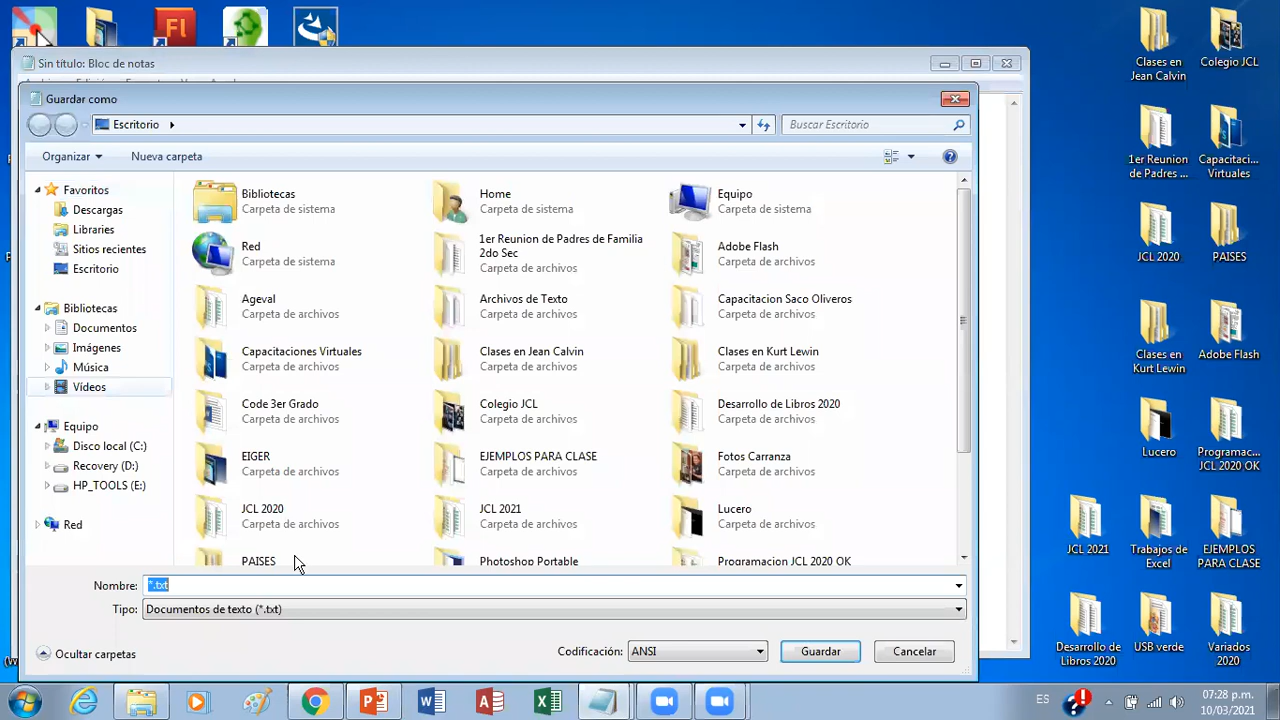 Clases en
Jean Calvin
Colegio JCL
Sin título: Bloc de notas
Guardar como
Escritorio
Buscar Escritorio
Organizar
Nueva carpeta
Favoritos
Descargas
Libraries
Sitios recientes
Escritorio
Bibliotecas
Documentos
Imágenes
Música
Vídeos
Equipo
Disco local (C:)
Recovery (D:)
HP_TOOLS (E:)
Red
Bibliotecas
Carpeta de sistema
Home
Carpeta de sistema
Equipo
Carpeta de sistema
Red
Carpeta de sistema
1er Reunion de Padres de Familia
2do Sec
Carpeta de archivos
Adobe Flash
Carpeta de archivos
Ageval
Carpeta de archivos
Archivos de Texto
Carpeta de archivos
Capacitacion Saco Oliveros
Carpeta de archivos
Capacitaciones Virtuales
Carpeta de archivos
Clases en Jean Calvin
Carpeta de archivos
Clases en Kurt Lewin
Carpeta de archivos
Code 3er Grado
Carpeta de archivos
Colegio JCL
Carpeta de archivos
Desarrollo de Libros 2020
Carpeta de archivos
EIGER
Carpeta de archivos
EJEMPLOS PARA CLASE
Carpeta de archivos
Fotos Carranza
Carpeta de archivos
JCL 2020
Carpeta de archivos
JCL 2021
Carpeta de archivos
Lucero
Carpeta de archivos
PAISES
Photoshop Portable
Programacion JCL 2020 OK
Nombre: *.txt
Tipo: Documentos de texto (*.txt)
Ocultar carpetas
Codificación: ANSI
Guardar
Cancelar
1er Reunion
de Padres ...
Capacitaci...
Virtuales
JCL 2020
PAISES
Clases en
Kurt Lewin
Adobe Flash
Lucero
Programac...
JCL 2020 OK
JCL 2021
Trabajos de
Excel
EJEMPLOS
PARA CLASE
Desarrollo de
Libros 2020
USB verde
Variados
2020
ES
07:28 p.m.
10/03/2021